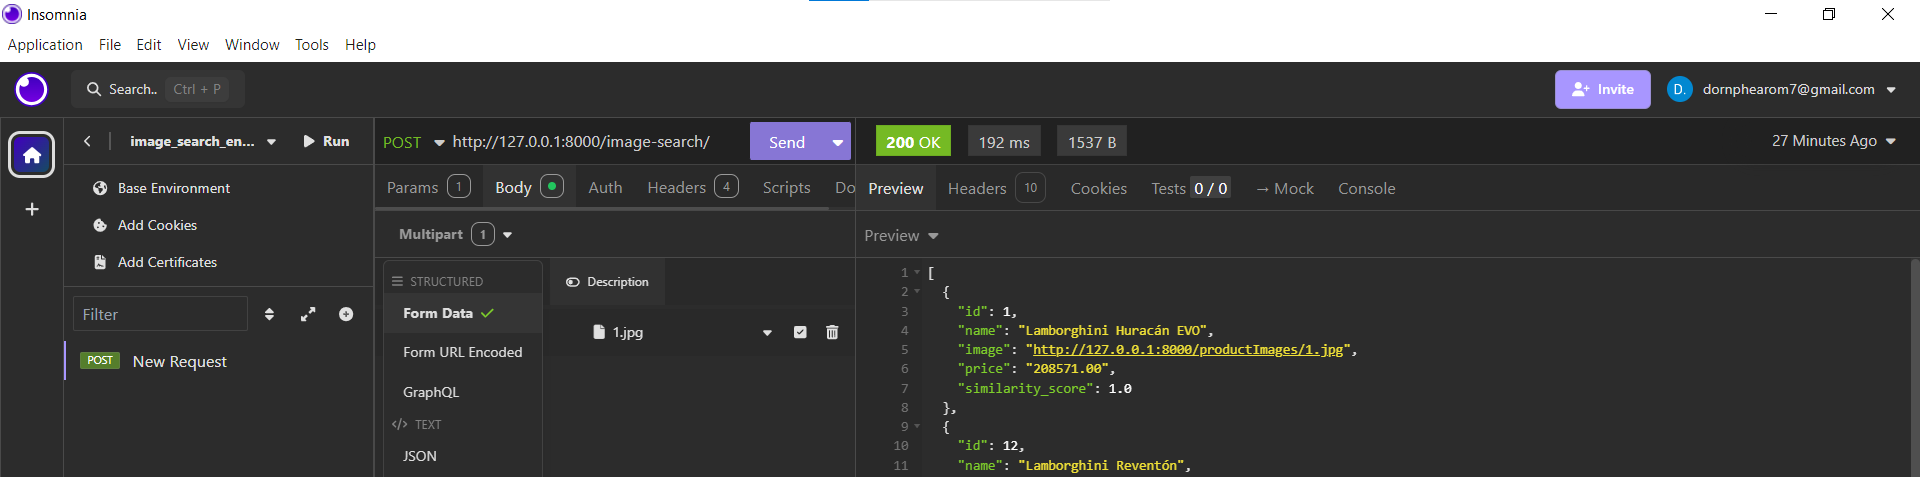 Insomnia
Application File Edit View Window Tools Help
Search.. Ctrl + P
Invite
D. dornphearom7@gmail.com
image_search_en... Run
POST http://127.0.0.1:8000/image-search/ Send
200 OK 192 ms 1537 B 27 Minutes Ago
Base Environment
Add Cookies
Add Certificates
Filter
POST New Request
Params 1 Body Auth Headers 4 Scripts Do
Multipart 1
STRUCTURED
Form Data
Form URL Encoded
GraphQL
</> TEXT
JSON
Description
1.jpg
Preview Headers 10 Cookies Tests 0 / 0 → Mock Console
Preview
1 [
2 {
3 "id": 1,
4 "name": "Lamborghini Huracán EVO",
5 "image": "http://127.0.0.1:8000/productImages/1.jpg",
6 "price": "208571.00",
7 "similarity_score": 1.0
8 },
9 {
10 "id": 12,
11 "name": "Lamborghini Reventón",